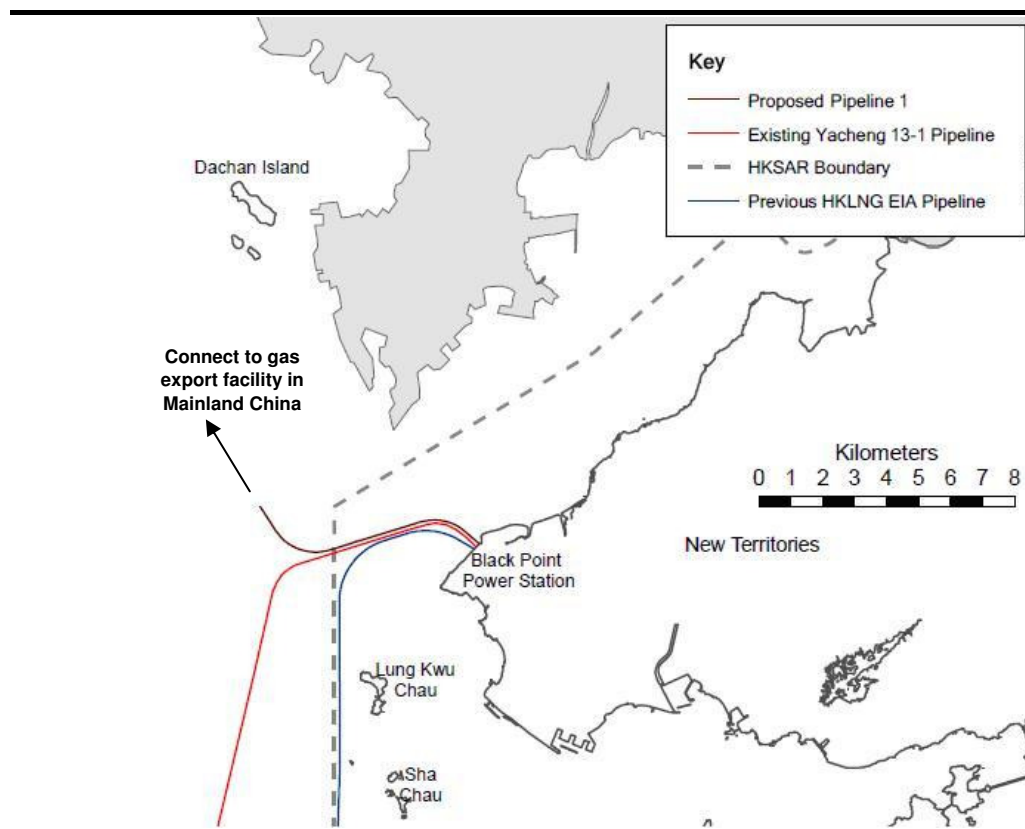 Key
Proposed Pipeline 1
Existing Yacheng 13-1 Pipeline
HKSAR Boundary
Previous HKLNG EIA Pipeline
Dachan Island
Connect to gas
export facility in
Mainland China
Kilometers
0 1 2 3 4 5 6 7 8
Black Point
Power Station
New Territories
Lung Kwu
Chau
Sha
Chau